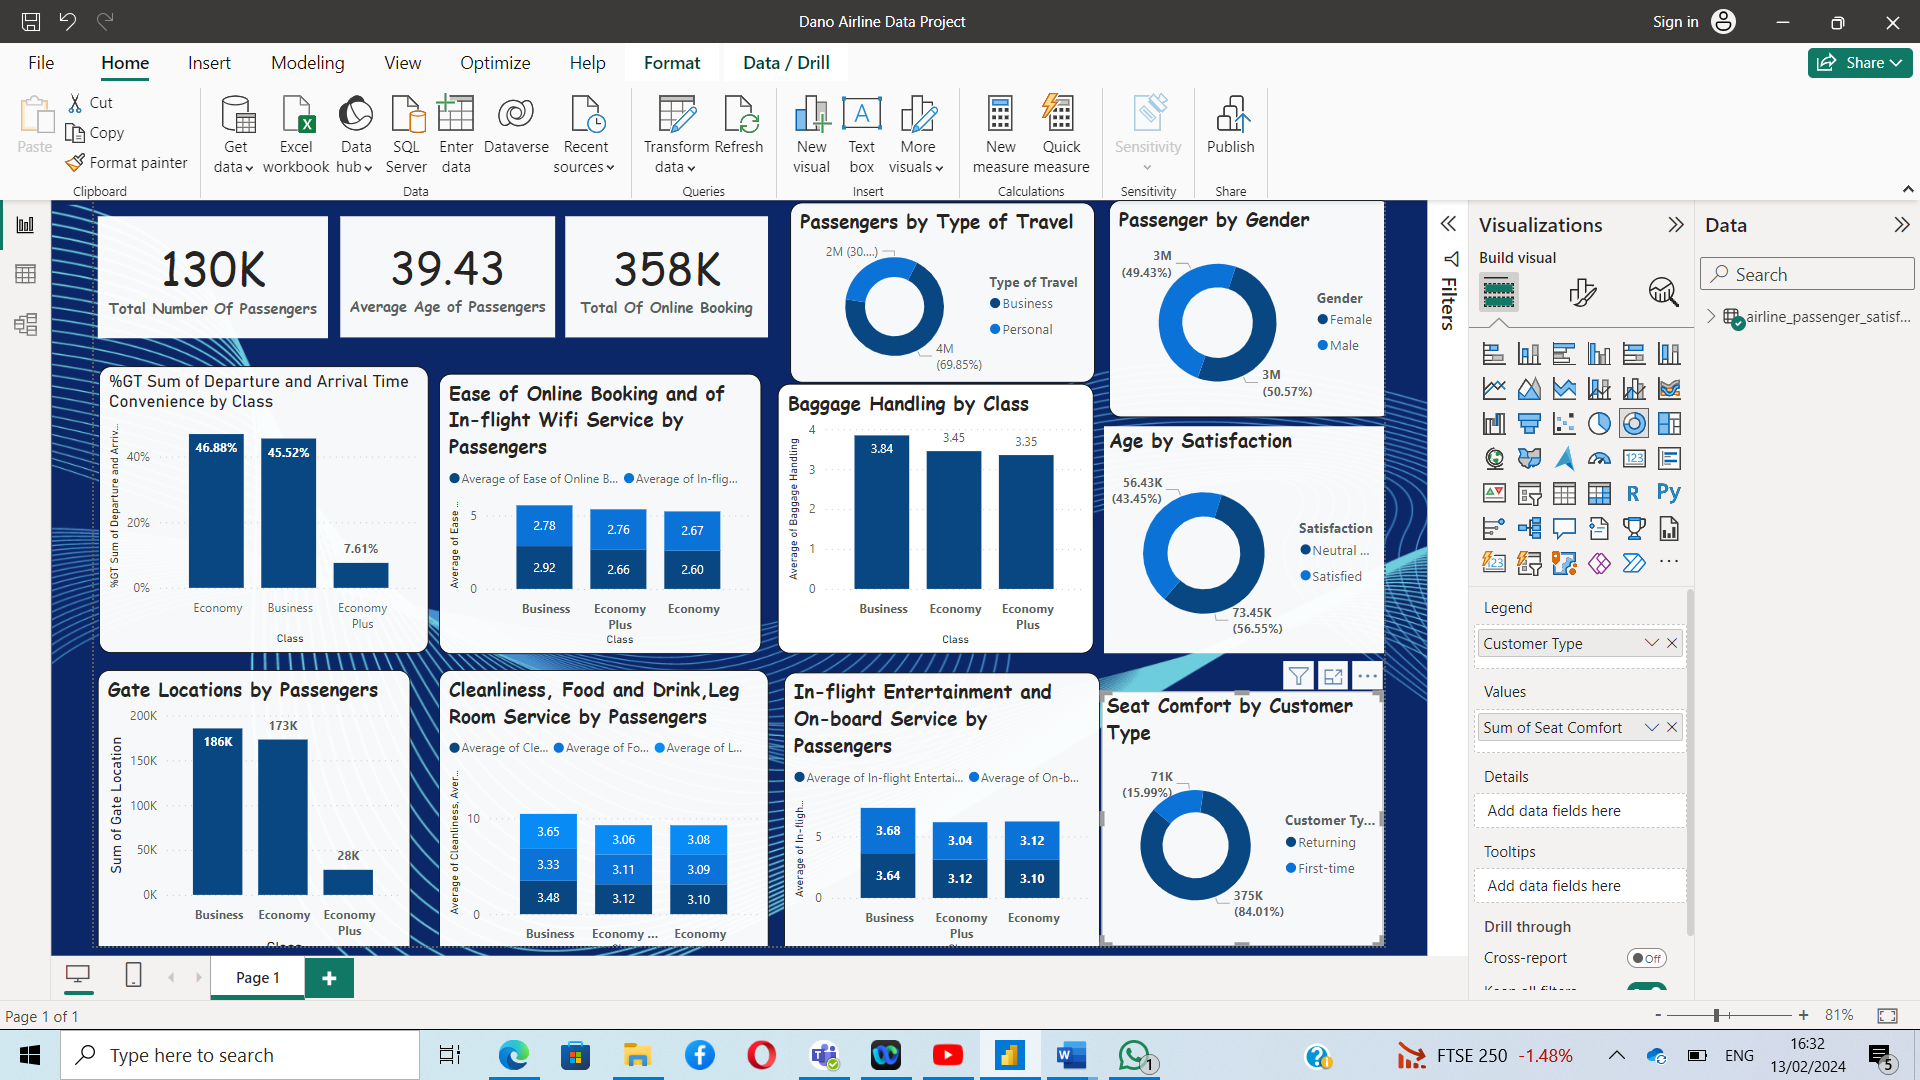 Dano Airline Data Project
Sign in
File
Home
Insert
Modeling
View
Optimize
Help
Format
Data / Drill
Share
Paste
Cut
Copy
Format painter
Clipboard
Get data
Excel workbook
Data hub
SQL Server
Enter data
Dataverse
Recent sources
Data
Transform data
Refresh
Queries
New visual
Text box
More visuals
Insert
New measure
Quick measure
Calculations
Sensitivity
Sensitivity
Publish
Share
130K
Total Number Of Passengers
39.43
Average Age of Passengers
358K
Total Of Online Booking
Passengers by Type of Travel
2M (30....)
4M
(69.85%)
Type of Travel
Business
Personal
Passenger by Gender
3M
(49.43%)
3M
(50.57%)
Gender
Female
Male
%GT Sum of Departure and Arrival Time
Convenience by Class
%GT Sum of Departure and Arriv...
40%
20%
0%
46.88%
45.52%
7.61%
Economy
Business
Economy
Plus
Class
Ease of Online Booking and of
In-flight Wifi Service by
Passengers
Average of Ease of Online B...
Average of In-flig...
Average of Ease ...
5
0
2.78
2.76
2.67
2.92
2.66
2.60
Business
Economy
Plus
Economy
Class
Baggage Handling by Class
Average of Baggage Handling
4
3
2
1
0
3.84
3.45
3.35
Business
Economy
Economy
Plus
Class
Age by Satisfaction
56.43K
(43.45%)
73.45K
(56.55%)
Satisfaction
Neutral ...
Satisfied
Gate Locations by Passengers
Sum of Gate Location
200K
150K
100K
50K
0K
186K
173K
28K
Business
Economy
Economy
Plus
Class
Cleanliness, Food and Drink,Leg
Room Service by Passengers
Average of Cle...
Average of Fo...
Average of L...
Average of Cleanliness, Aver...
10
0
3.65
3.06
3.08
3.33
3.11
3.09
3.48
3.12
3.10
Business
Economy ...
Economy
In-flight Entertainment and
On-board Service by
Passengers
Average of In-flight Entertai...
Average of On-b...
Average of In-fligh...
5
0
3.68
3.04
3.12
3.64
3.12
3.10
Business
Economy
Plus
Economy
Seat Comfort by Customer
Type
71K
(15.99%)
375K
(84.01%)
Customer Ty...
Returning
First-time
Filters
Visualizations
Build visual
123
R
Py
123
Legend
Customer Type
Values
Sum of Seat Comfort
Details
Add data fields here
Tooltips
Add data fields here
Drill through
Cross-report
Off
Data
Search
airline_passenger_satisf...
Page 1
Page 1 of 1
81%
Type here to search
1
FTSE 250 -1.48%
ENG
16:32
13/02/2024
5